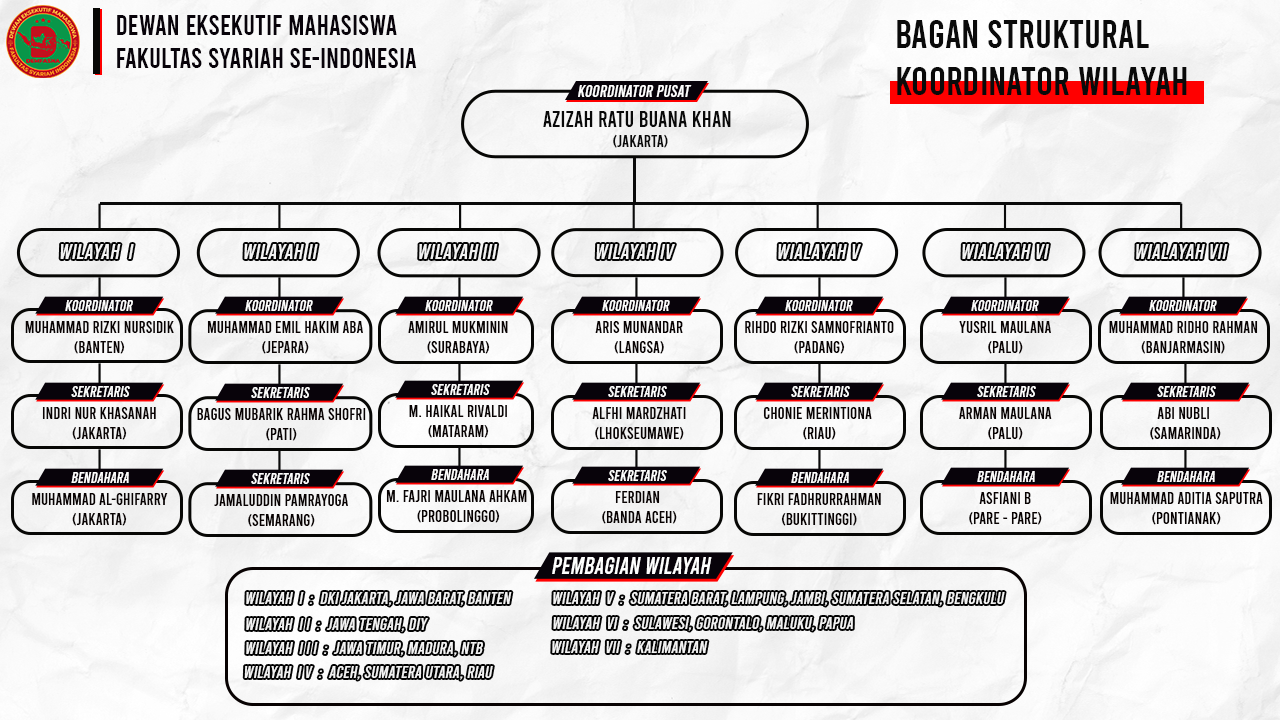 DEWAN EKSEKUTIF MAHASISWA
FAKULTAS SYARIAH SE-INDONESIA
DEWAN EKSEKUTIF MAHASISWA
FAKULTAS SYARIAH INDONESIA
BAGAN STRUKTURAL
KOORDINATOR WILAYAH
KOORDINATOR PUSAT
AZIZAH RATU BUANA KHAN
(JAKARTA)
WILAYAH I
KOORDINATOR
MUHAMMAD RIZKI NURSIDIK
(BANTEN)
SEKRETARIS
INDRI NUR KHASANAH
(JAKARTA)
BENDAHARA
MUHAMMAD AL-GHIFARRY
(JAKARTA)
WILAYAH II
KOORDINATOR
MUHAMMAD EMIL HAKIM ABA
(JEPARA)
SEKRETARIS
BAGUS MUBARIK RAHMA SHOFRI
(PATI)
SEKRETARIS
JAMALUDDIN PAMRAYOGA
(SEMARANG)
WILAYAH III
KOORDINATOR
AMIRUL MUKMININ
(SURABAYA)
SEKRETARIS
M. HAIKAL RIVALDI
(MATARAM)
BENDAHARA
M. FAJRI MAULANA AHKAM
(PROBOLINGGO)
WILAYAH IV
KOORDINATOR
ARIS MUNANDAR
(LANGSA)
SEKRETARIS
ALFHI MARDZHATI
(LHOKSEUMAWE)
SEKRETARIS
FERDIAN
(BANDA ACEH)
WIALAYAH V
KOORDINATOR
RIHDO RIZKI SAMNOFRIANTO
(PADANG)
SEKRETARIS
CHONIE MERINTIONA
(RIAU)
BENDAHARA
FIKRI FADHRURRAHMAN
(BUKITTINGGI)
WIALAYAH VI
KOORDINATOR
YUSRIL MAULANA
(PALU)
SEKRETARIS
ARMAN MAULANA
(PALU)
BENDAHARA
ASFIANI B
(PARE - PARE)
WIALAYAH VII
KOORDINATOR
MUHAMMAD RIDHO RAHMAN
(BANJARMASIN)
SEKRETARIS
ABI NUBLI
(SAMARINDA)
BENDAHARA
MUHAMMAD ADITIA SAPUTRA
(PONTIANAK)
PEMBAGIAN WILAYAH
WILAYAH I : DKI JAKARTA, JAWA BARAT, BANTEN
WILAYAH I I : JAWA TENGAH, DIY
WILAYAH I I I : JAWA TIMUR, MADURA, NTB
WILAYAH I V : ACEH, SUMATERA UTARA, RIAU
WILAYAH V : SUMATERA BARAT, LAMPUNG, JAMBI, SUMATERA SELATAN, BENGKULU
WILAYAH VI : SULAWESI, GORONTALO, MALUKU, PAPUA
WILAYAH VII : KALIMANTAN